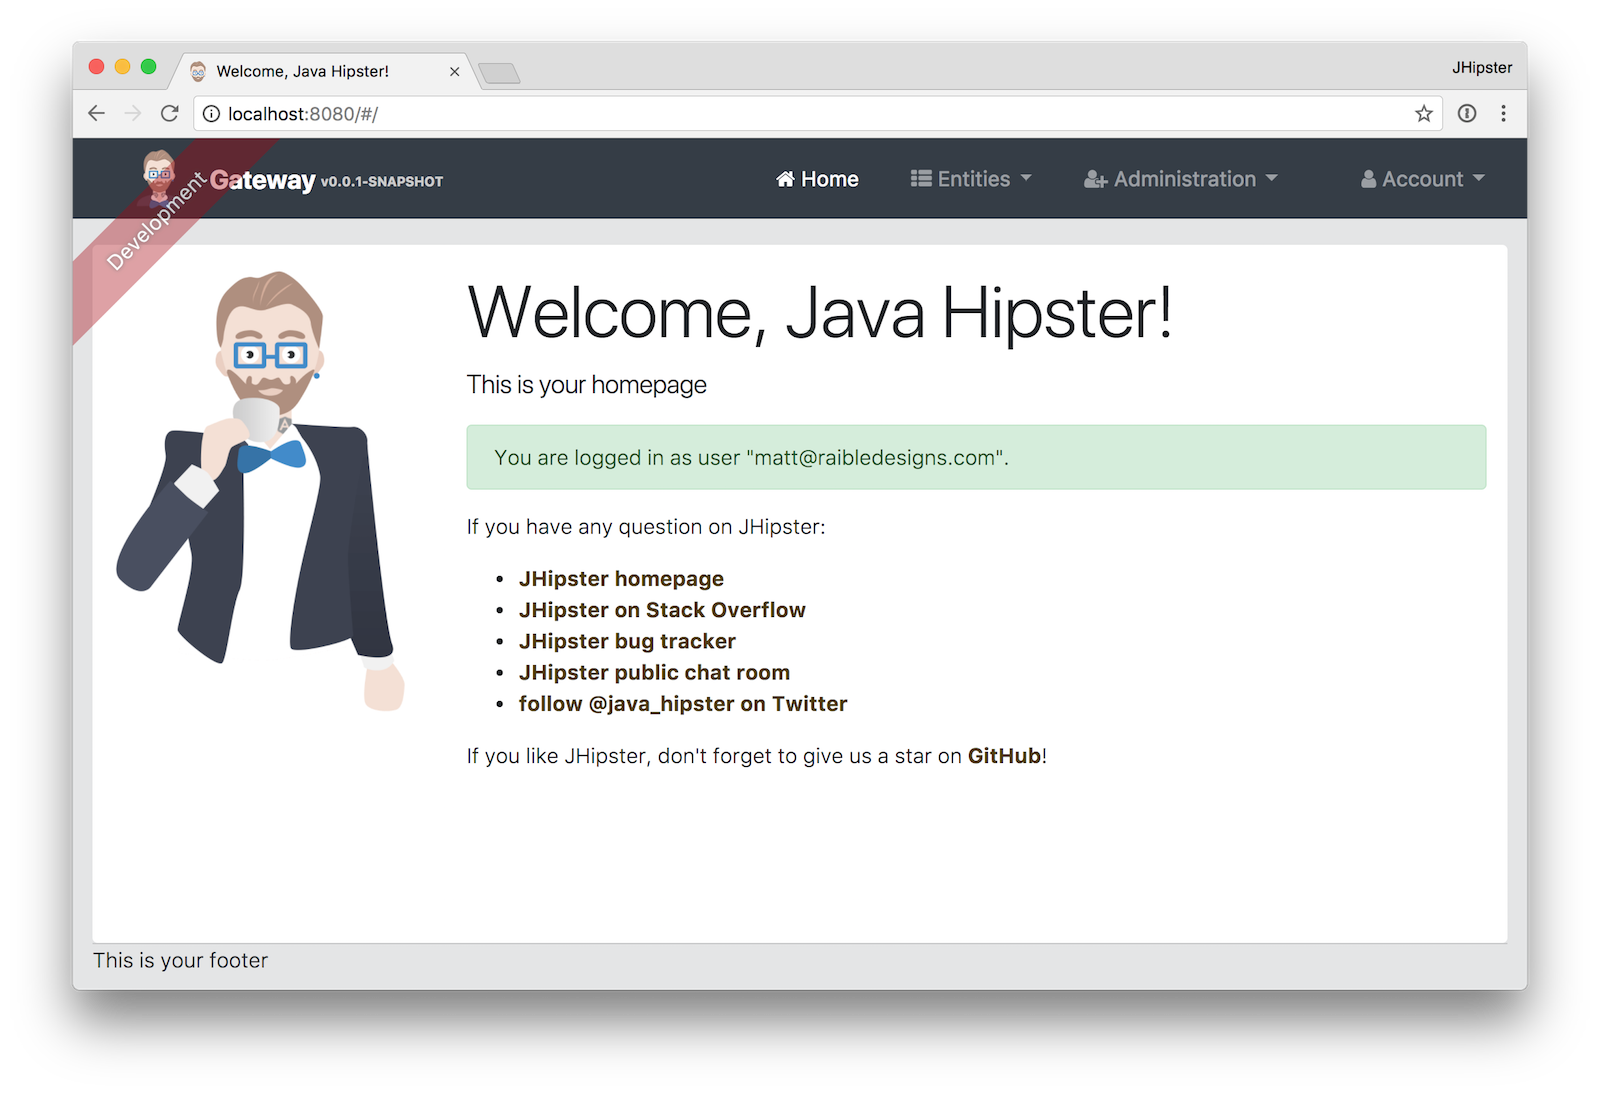 Welcome, Java Hipster!
JHipster
localhost:8080/#/
Development
Gateway v0.0.1-SNAPSHOT
Home
Entities
Administration
Account
Welcome, Java Hipster!
This is your homepage
A
You are logged in as user "matt@raibledesigns.com".
If you have any question on JHipster:
• JHipster homepage
• JHipster on Stack Overflow
• JHipster bug tracker
• JHipster public chat room
• follow @java_hipster on Twitter
If you like JHipster, don't forget to give us a star on GitHub!
This is your footer